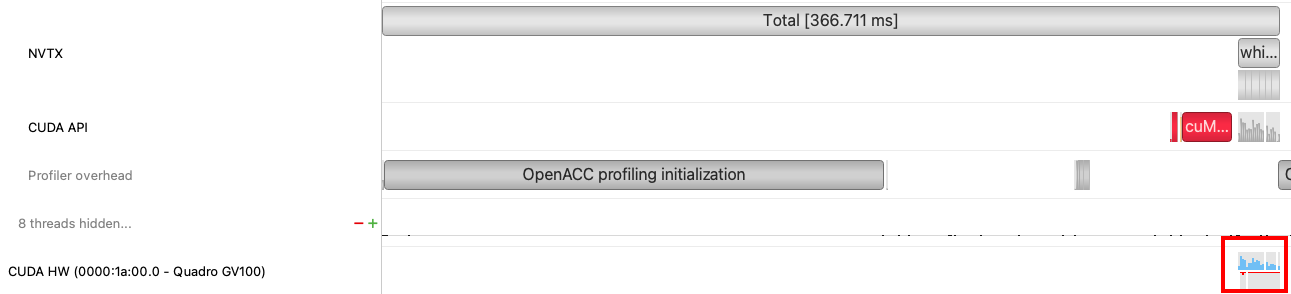 Total [366.711 ms]
NVTX
whi...
CUDA API
cuM...
Profiler overhead
OpenACC profiling initialization
8 threads hidden...
CUDA HW (0000:1a:00.0 - Quadro GV100)